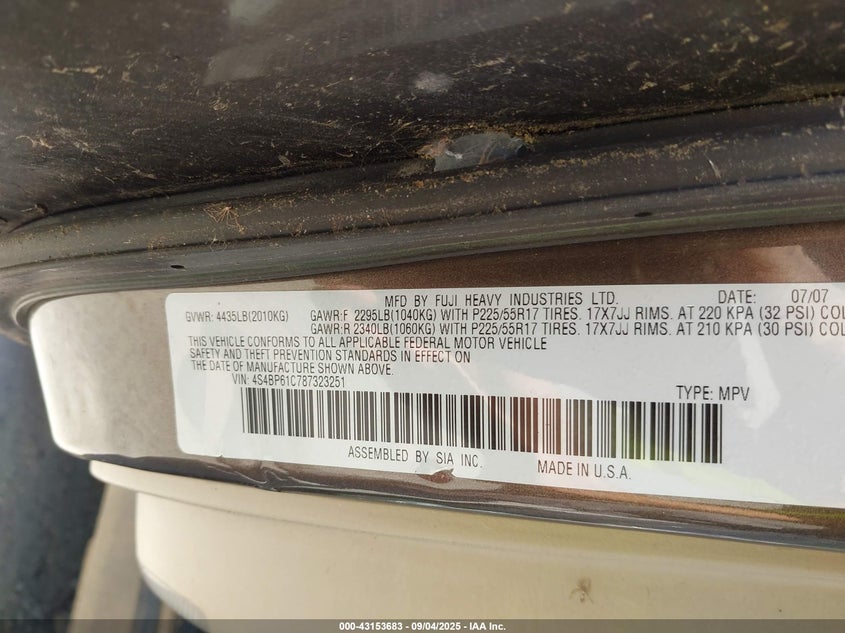 MFD BY FUJI HEAVY INDUSTRIES LTD. DATE: 07/07
GVWR: 4435LB(2010KG) GAWR:F 2295LB(1040KG) WITH P225/55R17 TIRES. 17X7JJ RIMS. AT 220 KPA (32 PSI) COL
GAWR:R 2340LB(1060KG) WITH P225/55R17 TIRES. 17X7JJ RIMS. AT 210 KPA (30 PSI) COL
THIS VEHICLE CONFORMS TO ALL APPLICABLE FEDERAL MOTOR VEHICLE
SAFETY AND THEFT PREVENTION STANDARDS IN EFFECT ON
THE DATE OF MANUFACTURE SHOWN ABOVE.
VIN: 4S4BP61C787323251 TYPE: MPV
ASSEMBLED BY SIA INC. MADE IN U.S.A.
000-43153683 - 09/04/2025 - IAA Inc.